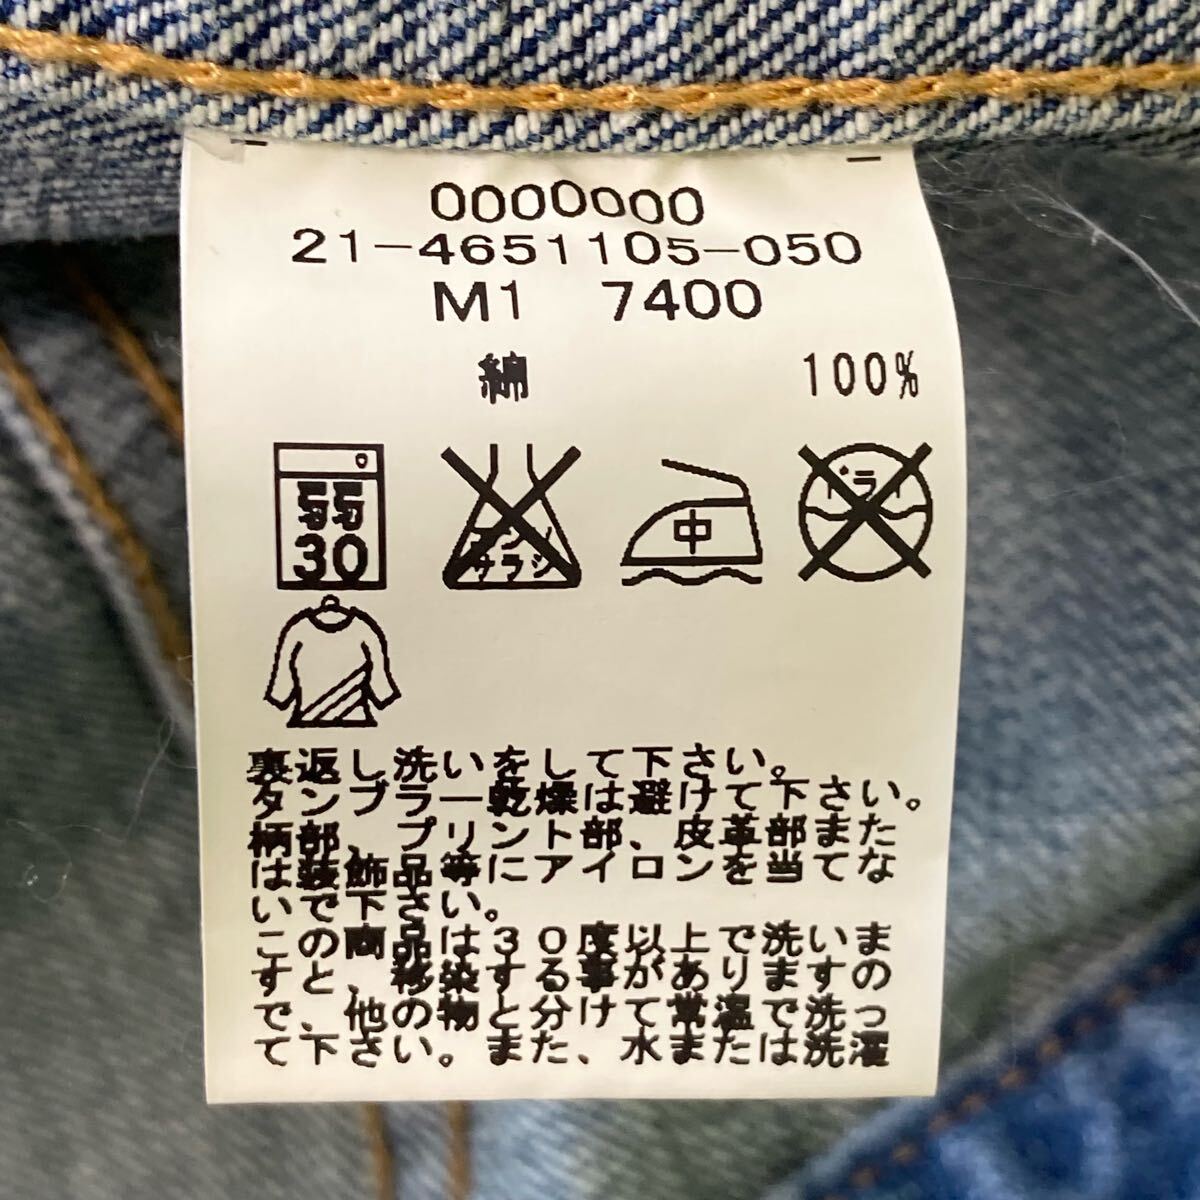 0000000
21-4651105-050
M1 7400
綿 100%
55
30
エンソ
サラシ
中
ドライ
裏返し洗いをして下さい。
タンブラー乾燥は避けて下さい。
柄部、プリント部、皮革部また
は装飾品等にアイロンを当てな
いで下さい。
この商品は30度以上で洗いま
すと、移染する事がありますの
で、他の物と分けて常温で洗っ
て下さい。また、水または洗濯